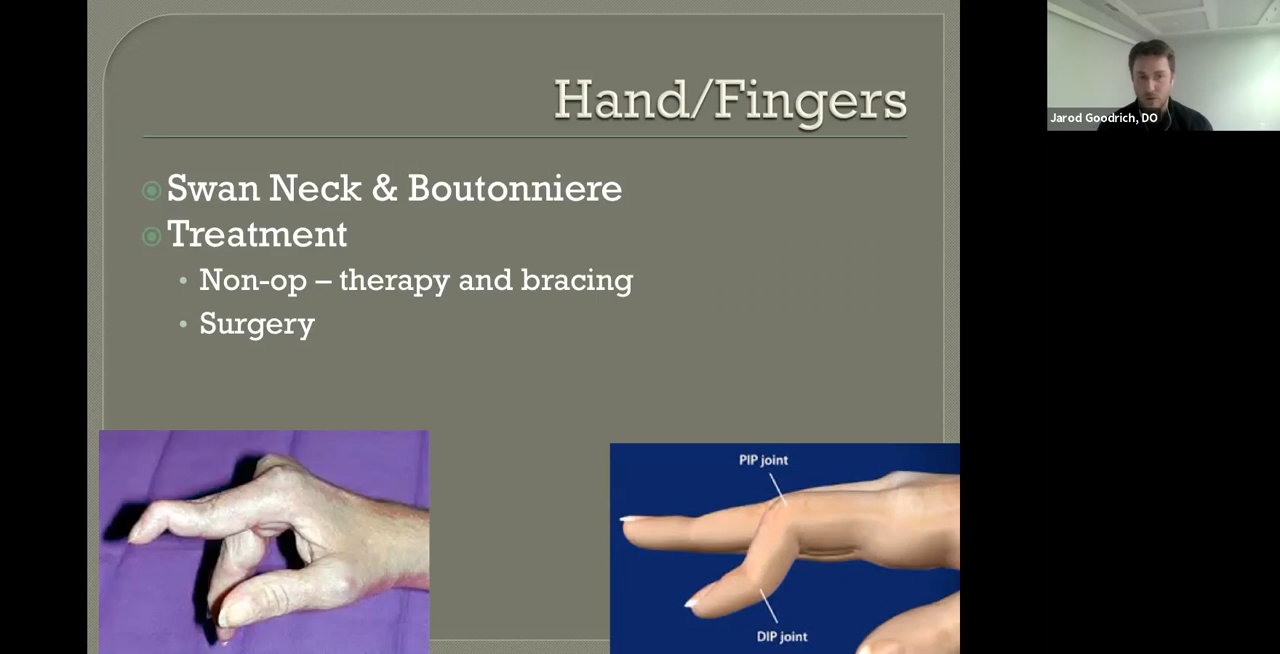 Hand/Fingers
Jarod Goodrich, DO
Swan Neck & Boutonniere
Treatment
Non-op – therapy and bracing
Surgery
PIP joint
DIP joint